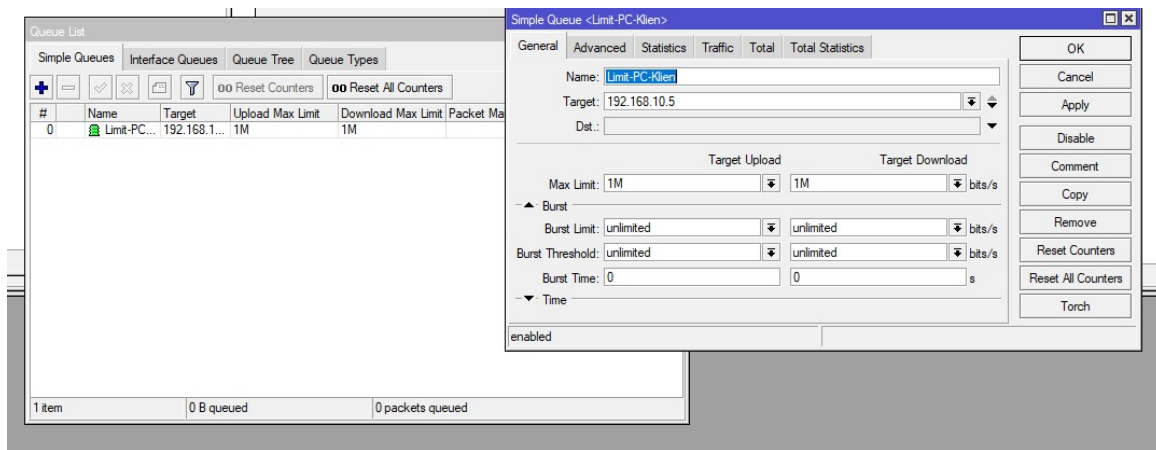 Queue List
Simple Queues Interface Queues Queue Tree Queue Types
00 Reset Counters 00 Reset All Counters
# Name Target Upload Max Limit Download Max Limit Packet Ma
0 Limit-PC... 192.168.1... 1M 1M
1 item 0 B queued 0 packets queued
Simple Queue <Limit-PC-Klien>
General Advanced Statistics Traffic Total Total Statistics
Name: Limit-PC-Klien
Target: 192.168.10.5
Dst.:
Target Upload Target Download
Max Limit: 1M 1M bits/s
Burst
Burst Limit: unlimited unlimited bits/s
Burst Threshold: unlimited unlimited bits/s
Burst Time: 0 0 s
Time
enabled
OK
Cancel
Apply
Disable
Comment
Copy
Remove
Reset Counters
Reset All Counters
Torch